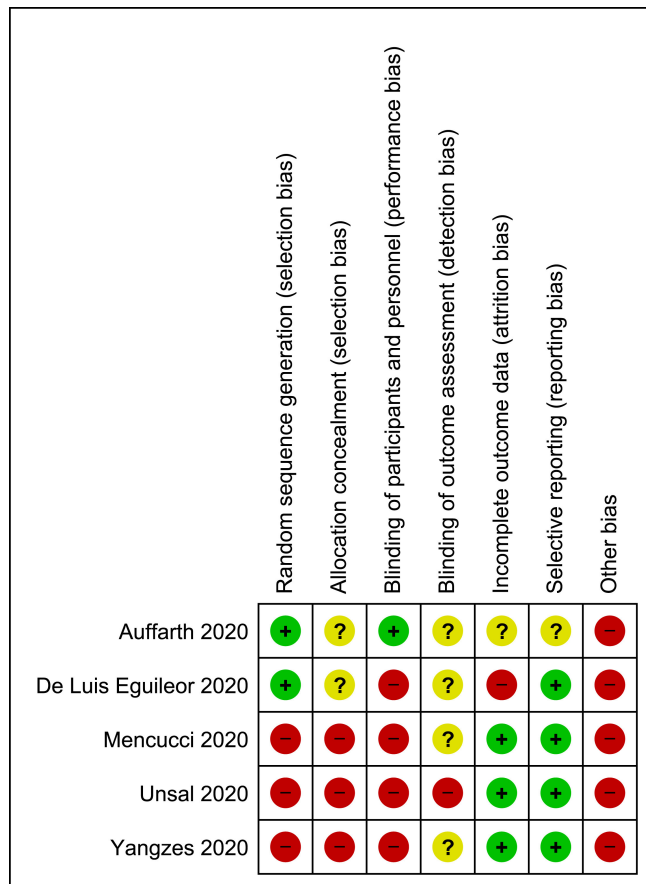 Random sequence generation (selection bias)
Allocation concealment (selection bias)
Blinding of participants and personnel (performance bias)
Blinding of outcome assessment (detection bias)
Incomplete outcome data (attrition bias)
Selective reporting (reporting bias)
Other bias
Auffarth 2020 + ? + ? ? ? –
De Luis Eguileor 2020 + ? – ? – + –
Mencucci 2020 – – – ? + + –
Unsal 2020 – – – – + + –
Yangzes 2020 – – – ? + + –